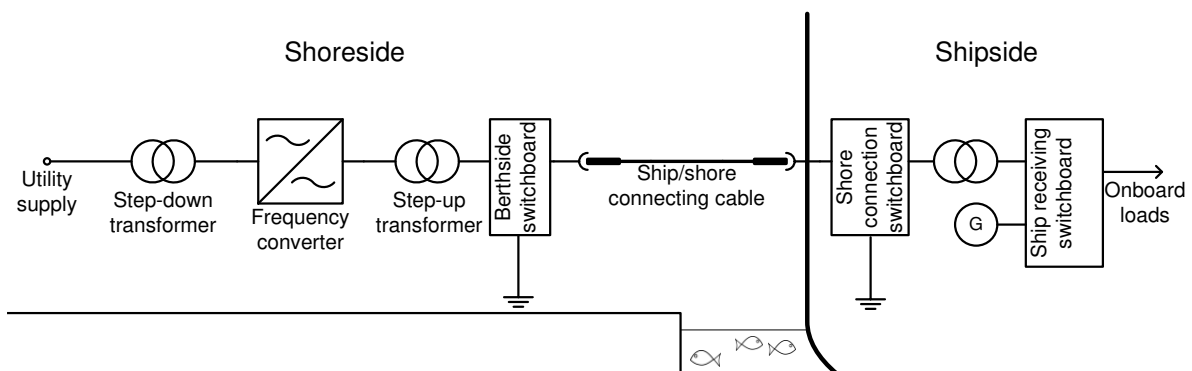 Shoreside
Shipside
Utility
supply
Step-down
transformer
Frequency
converter
Step-up
transformer
Berthside
switchboard
Ship/shore
connecting cable
Shore
connection
switchboard
G
Ship receiving
switchboard
Onboard
loads